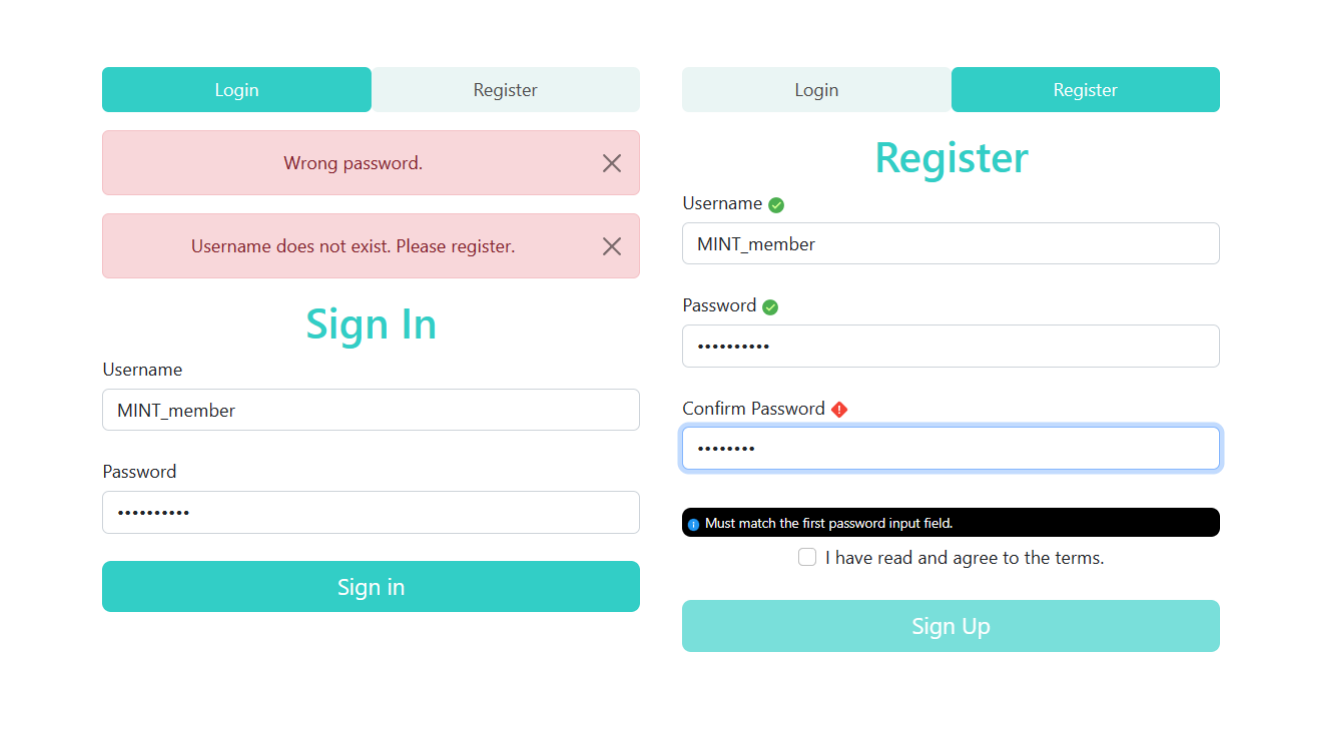 Login
Register
Wrong password.
Username does not exist. Please register.
Sign In
Username
MINT_member
Password
••••••••••
Sign in
Login
Register
Register
Username
MINT_member
Password
••••••••••
Confirm Password
••••••••
Must match the first password input field.
I have read and agree to the terms.
Sign Up